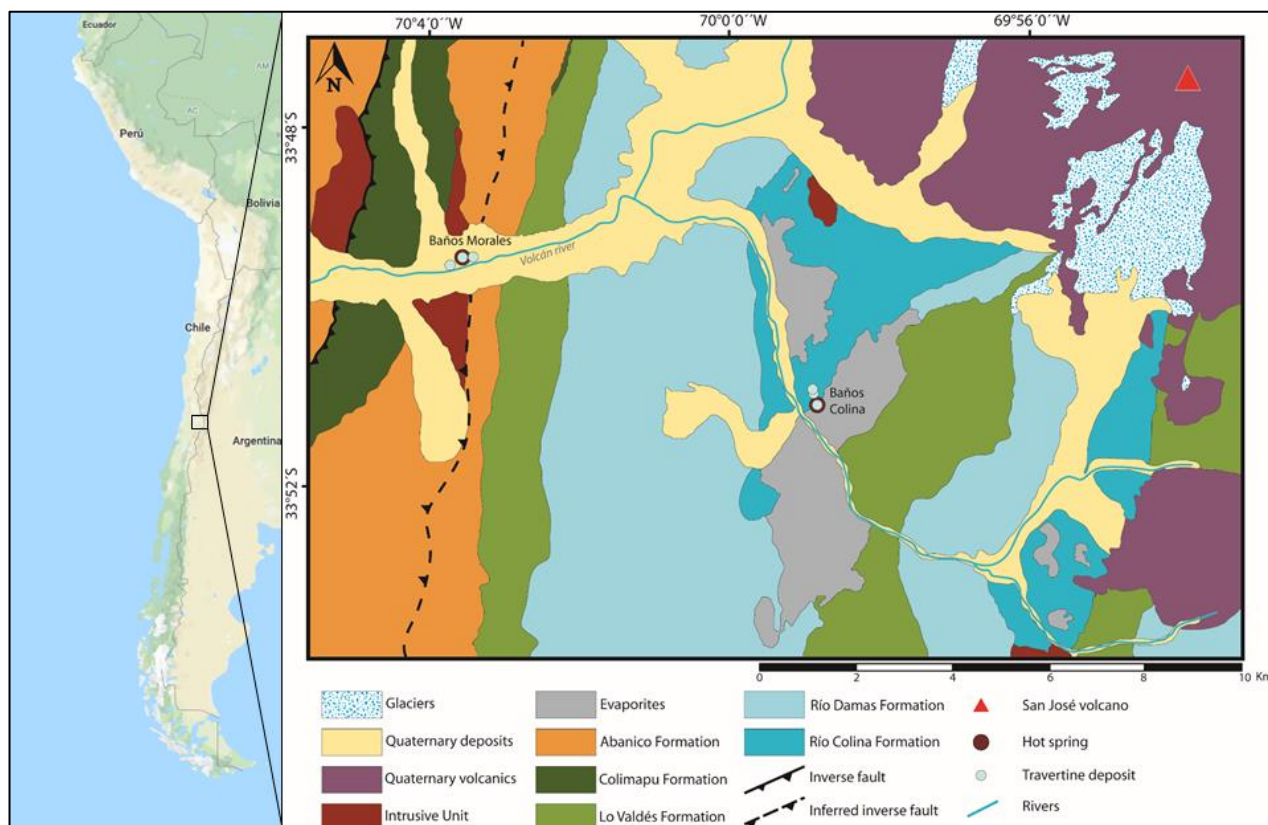 Ecuador
AM
AC
Perú
Bolivia
Chile
Argentina
70°4´0´´W
70°0´0´´W
69°56´0´´W
33°48´S
33°52´S
N
Baños Morales
Volcán river
Baños
Colina
0 2 4 6 8 10 Km
Glaciers
Quaternary deposits
Quaternary volcanics
Intrusive Unit
Evaporites
Abanico Formation
Colimapu Formation
Lo Valdés Formation
Río Damas Formation
Río Colina Formation
Inverse fault
Inferred inverse fault
San José volcano
Hot spring
Travertine deposit
Rivers